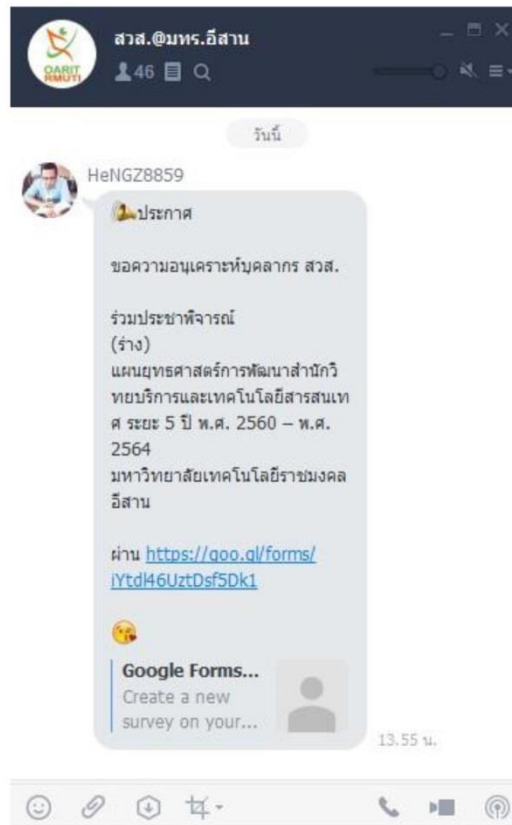 OARIT
RMUTI
สวส.@มทร.อีสาน
46
วันนี้
HeNGZ8859
ประกาศ
ขอความอนุเคราะห์บุคลากร สวส.
ร่วมประชาพิจารณ์
(ร่าง)
แผนยุทธศาสตร์การพัฒนาสำนักวิ
ทยบริการและเทคโนโลยีสารสนเท
ศ ระยะ 5 ปี พ.ศ. 2560 – พ.ศ.
2564
มหาวิทยาลัยเทคโนโลยีราชมงคล
อีสาน
ผ่าน https://goo.gl/forms/
iYtdl46UztDsf5Dk1
Google Forms...
Create a new
survey on your...
13.55 น.